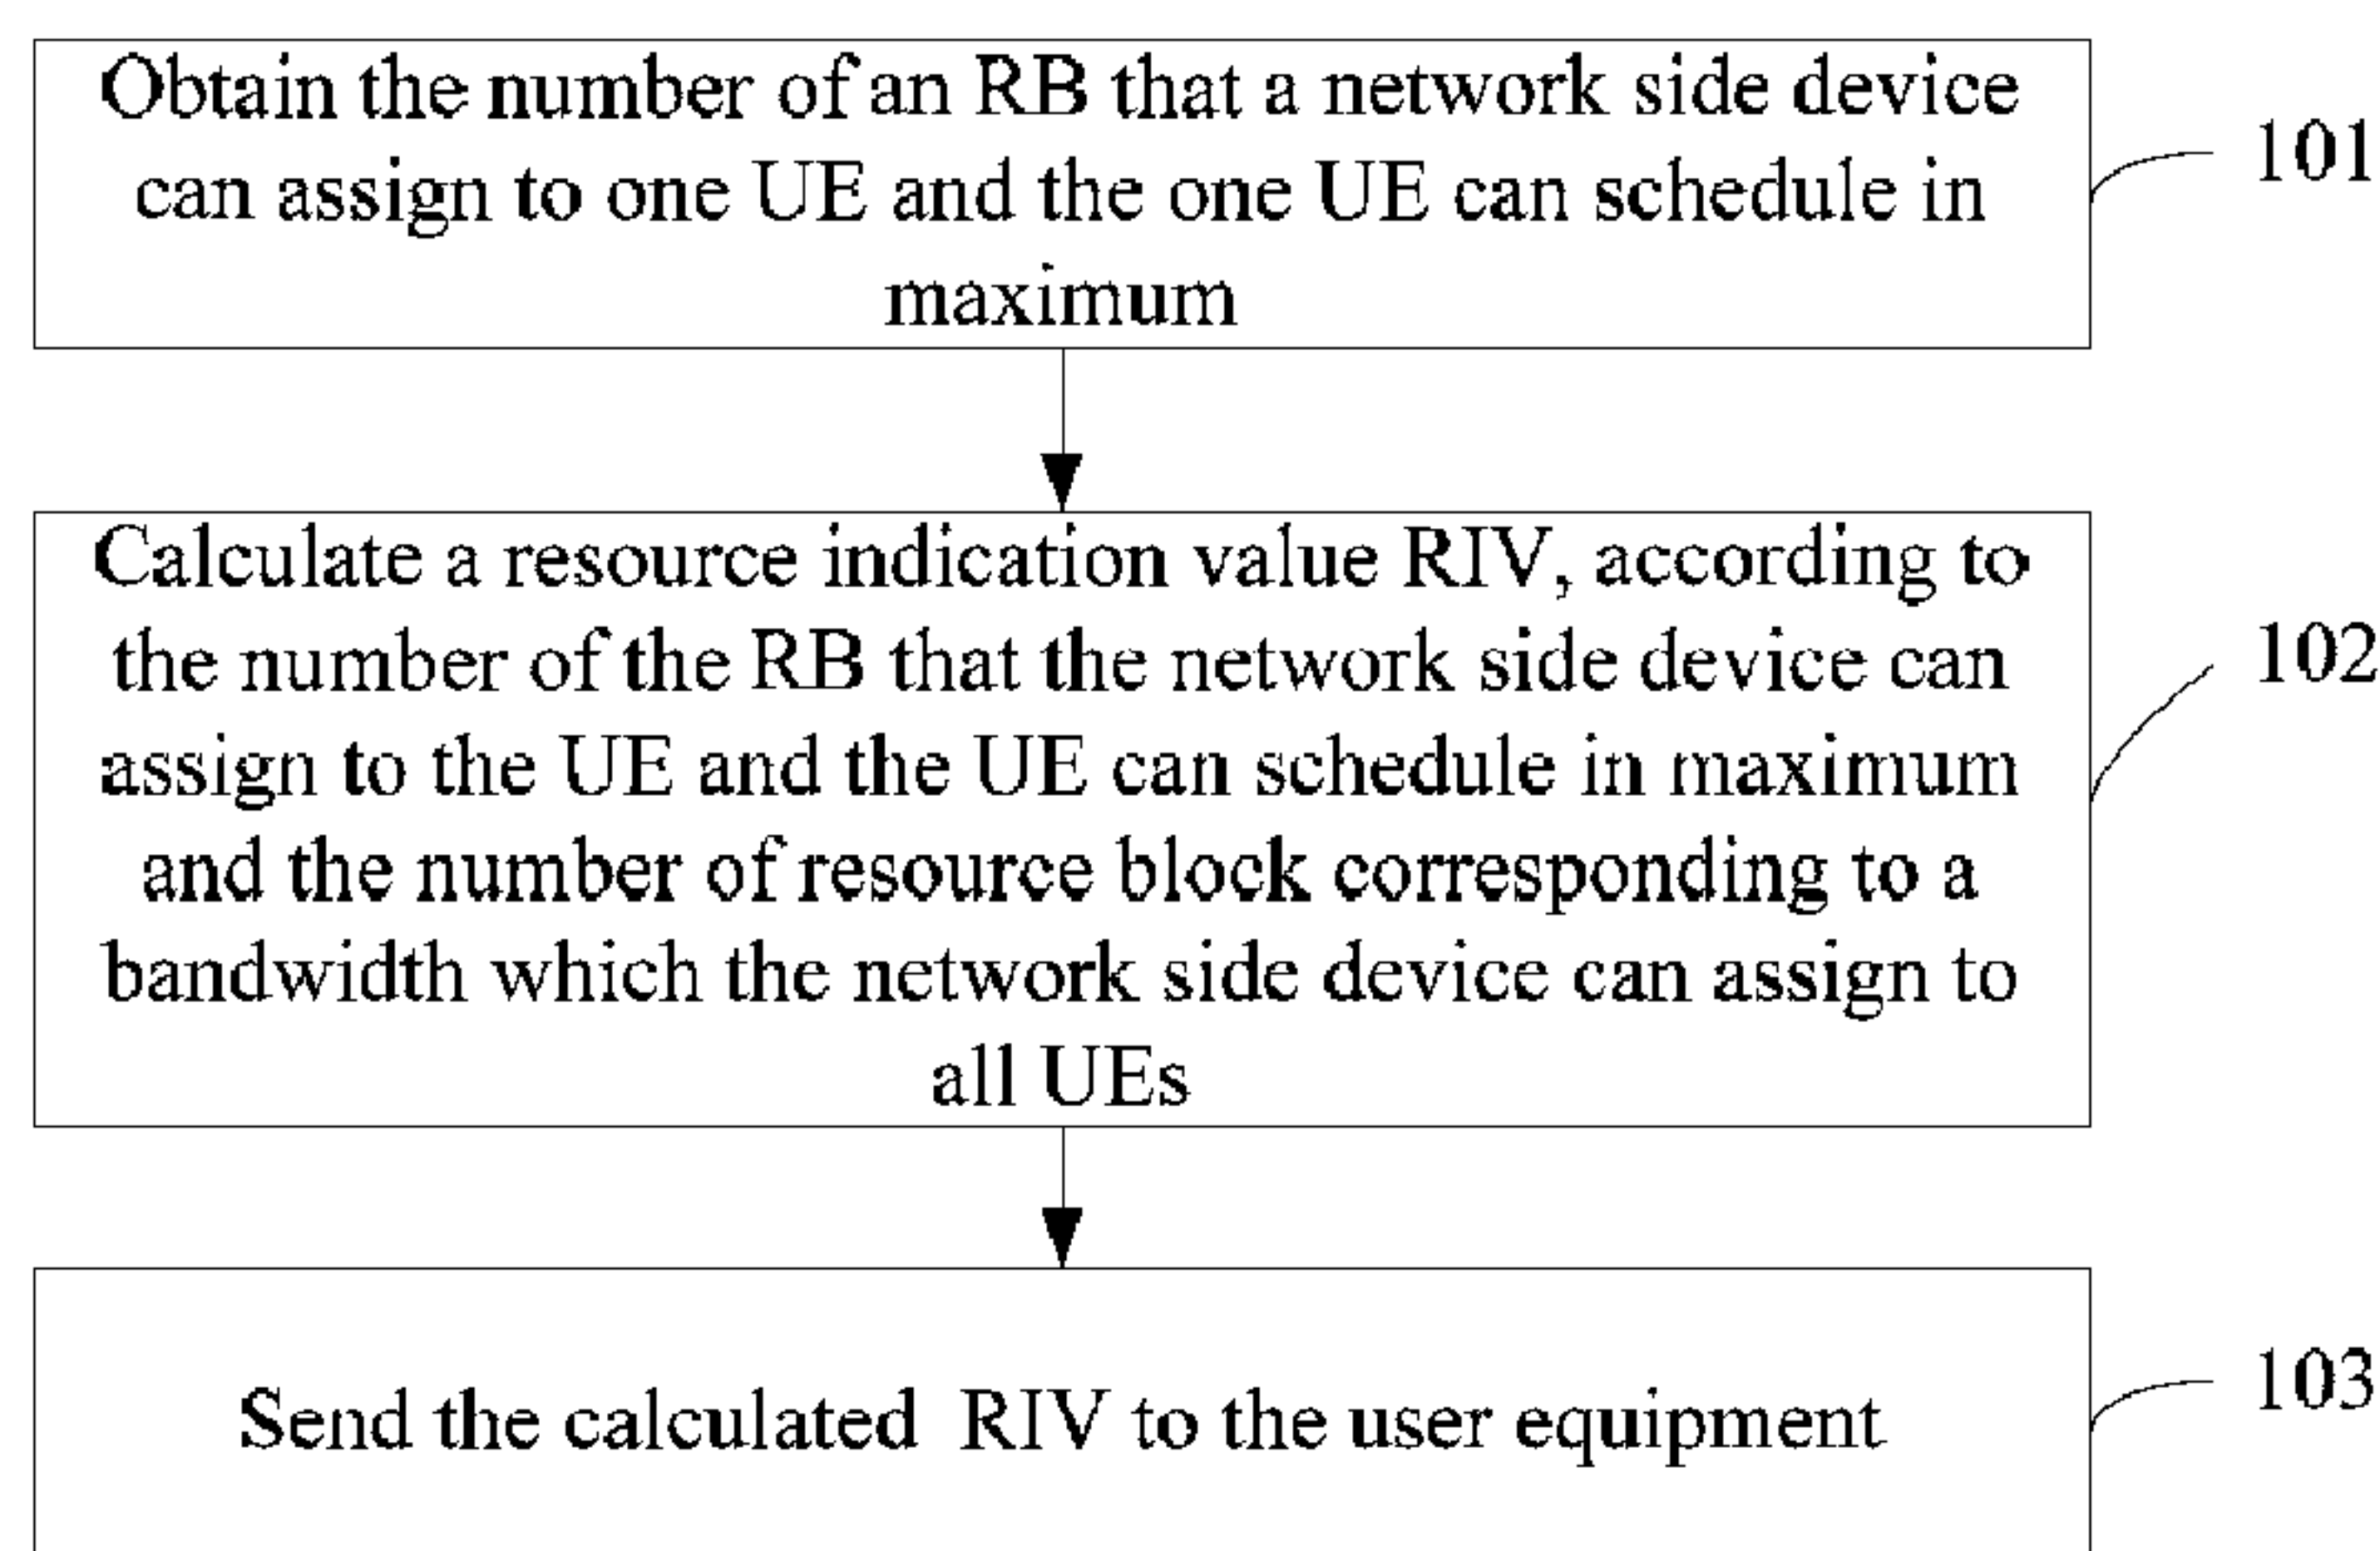 Obtain the number of an RB that a network side device
can assign to one UE and the one UE can schedule in
maximum
101
Calculate a resource indication value RIV, according to
the number of the RB that the network side device can
assign to the UE and the UE can schedule in maximum
and the number of resource block corresponding to a
bandwidth which the network side device can assign to
all UEs
102
Send the calculated RIV to the user equipment
103